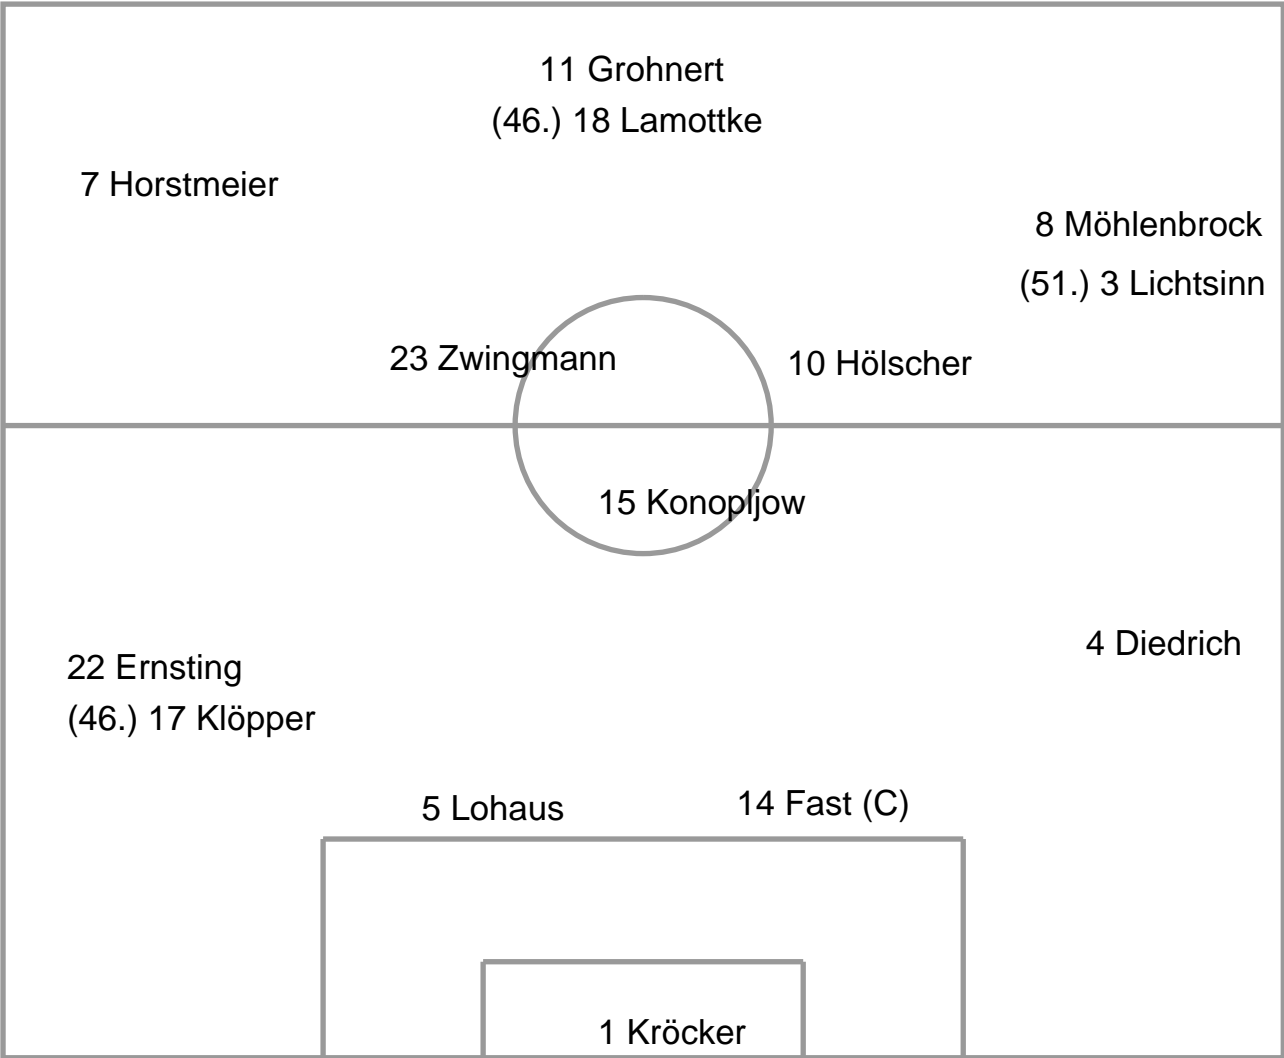 11 Grohnert
(46.) 18 Lamottke
7 Horstmeier
8 Möhlenbrock
(51.) 3 Lichtsinn
23 Zwingmann
10 Hölscher
15 Konopljow
4 Diedrich
22 Ernsting
(46.) 17 Klöpper
5 Lohaus
14 Fast (C)
1 Kröcker